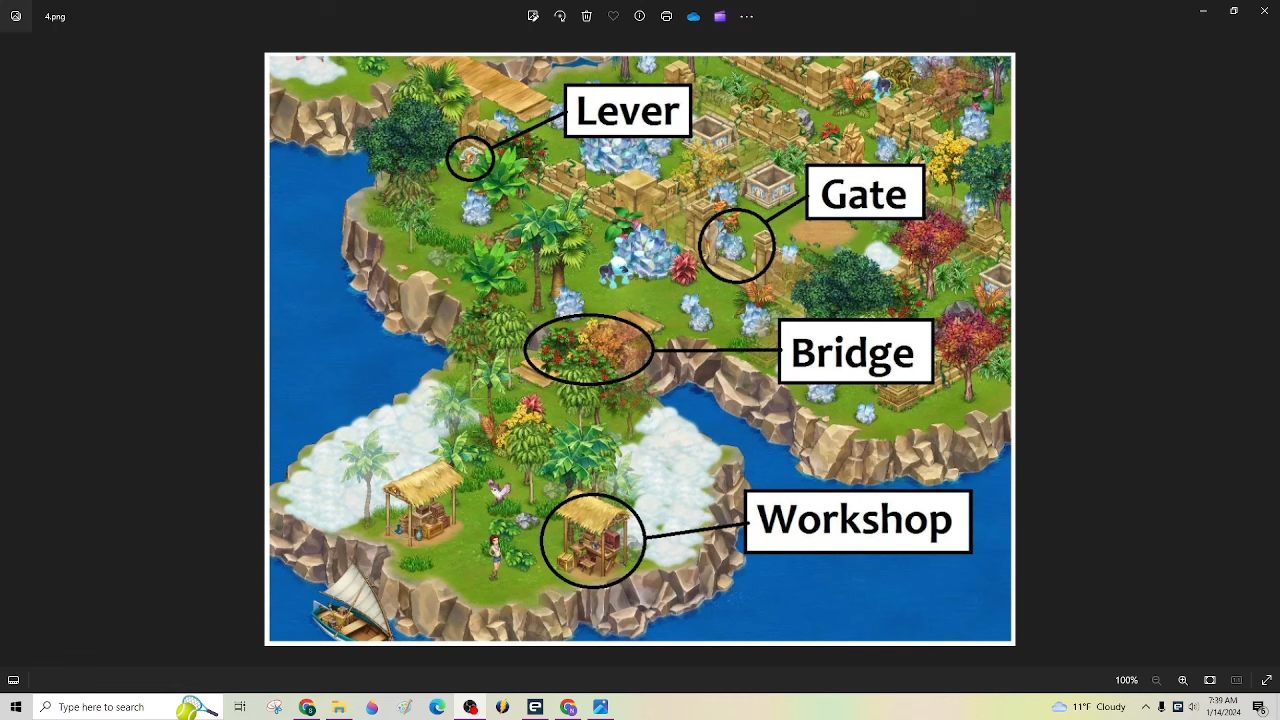 4.png
Lever
Gate
Bridge
Workshop
100%
Type here to search
11°F Cloudy
7:39 AM
1/14/2024